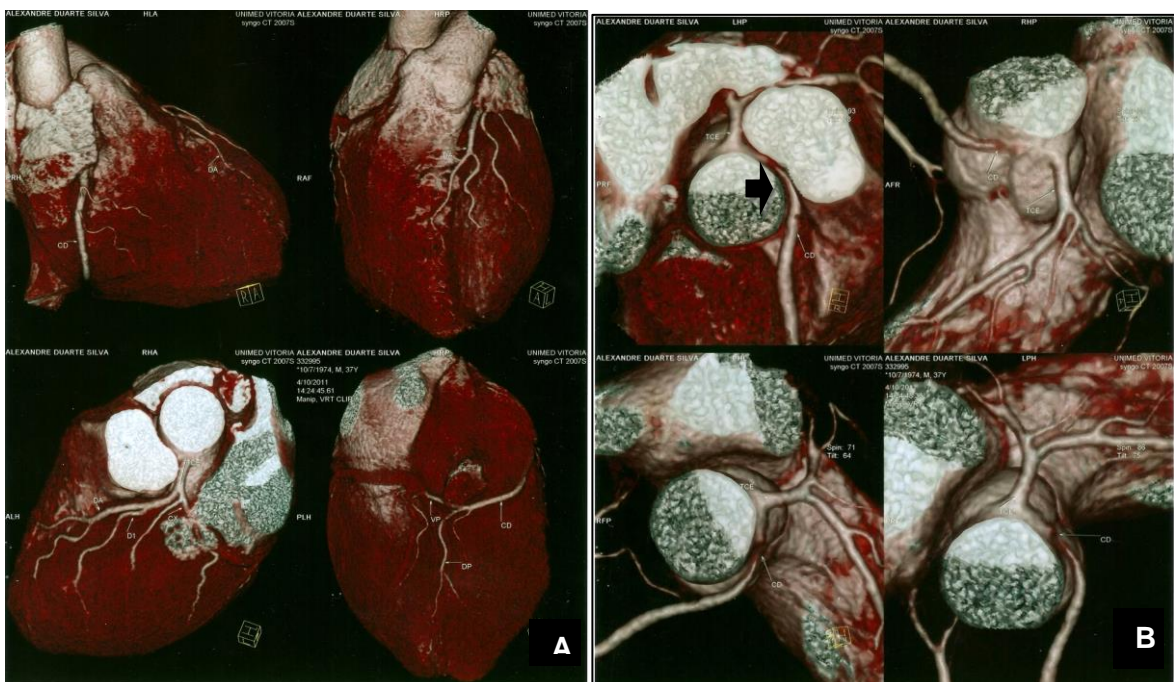 ALEXANDRE DUARTE SILVA HLA UNIMED VITORIA
syngo CT 2007S
PRH
DA
CD
ALEXANDRE DUARTE SILVA HRP UNIMED VITORIA
syngo CT 2007S
RAF
ALEXANDRE DUARTE SILVA RHA UNIMED VITORIA
syngo CT 2007S
ALH
DA
D1
PLH
ALEXANDRE DUARTE SILVA UNIMED VITORIA
332995 syngo CT 2007S
*10/7/1974, M, 37Y
4/10/2011
14:24:45.61
Manip, VRT CLIP
VP
CD
DP
A
ALEXANDRE DUARTE SILVA LHP UNIMED VITORIA
syngo CT 2007S
TCE
PRF
CD
ALEXANDRE DUARTE SILVA RHP UNIMED VITORIA
syngo CT 2007S
CD
AFR
TCE
ALEXANDRE DUARTE SILVA UNIMED VITORIA
syngo CT 2007S
Spin: 71
Tilt: 64
TCE
RFP
CD
ALEXANDRE DUARTE SILVA LPH UNIMED VITORIA
332995 syngo CT 2007S
*10/7/1974, M, 37Y
CD
B